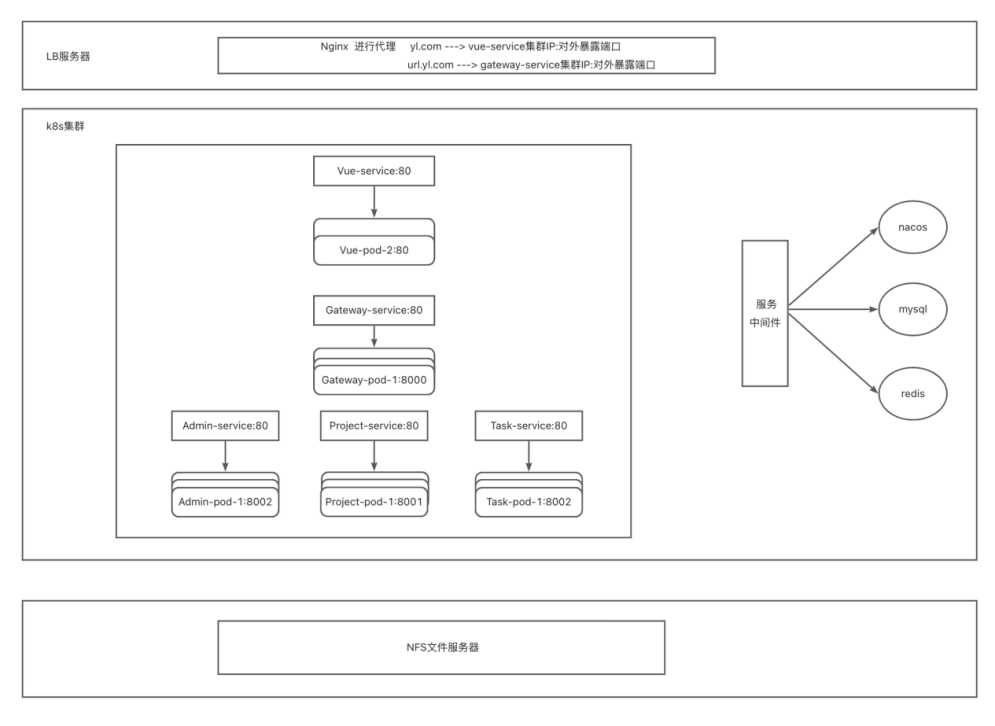 LB服务器
Nginx 进行代理 yl.com ---> vue-service集群IP:对外暴露端口
url.yl.com ---> gateway-service集群IP:对外暴露端口
k8s集群
Vue-service:80
Vue-pod-2:80
Gateway-service:80
Gateway-pod-1:8000
Admin-service:80
Project-service:80
Task-service:80
Admin-pod-1:8002
Project-pod-1:8001
Task-pod-1:8002
服务
中间件
nacos
mysql
redis
NFS文件服务器